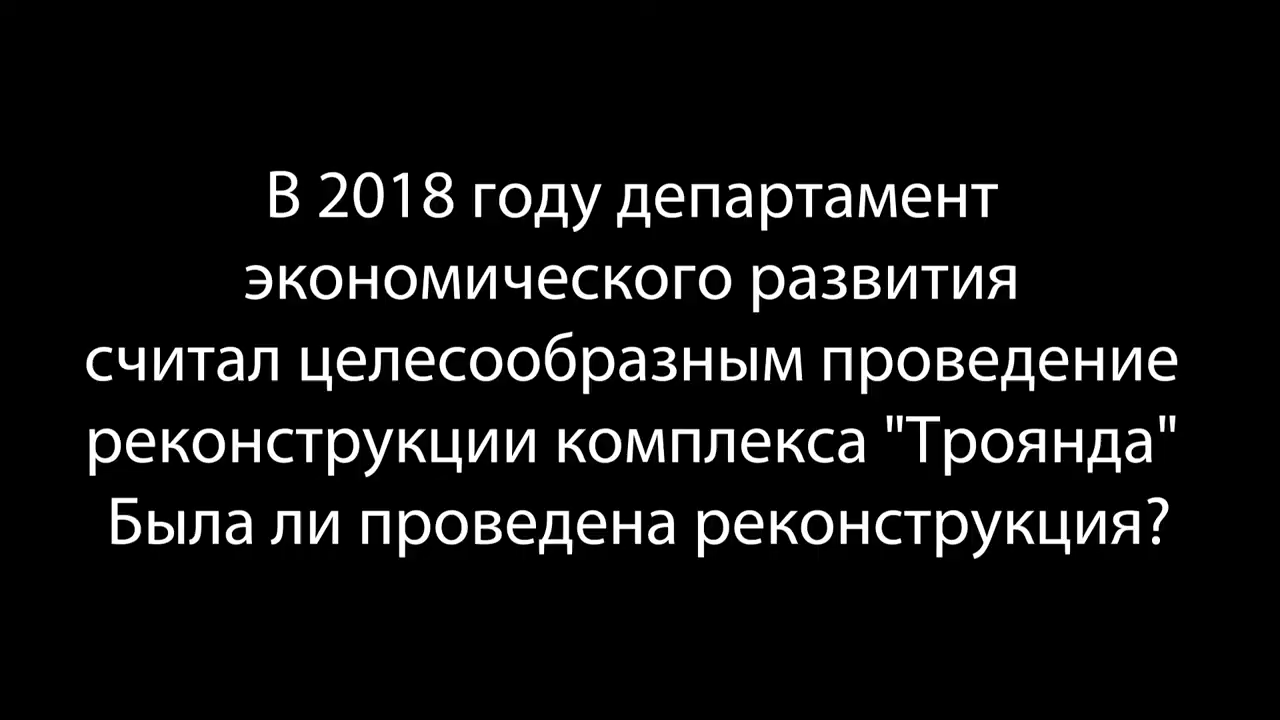 В 2018 году департамент
экономического развития
считал целесообразным проведение
реконструкции комплекса "Троянда"
Была ли проведена реконструкция?